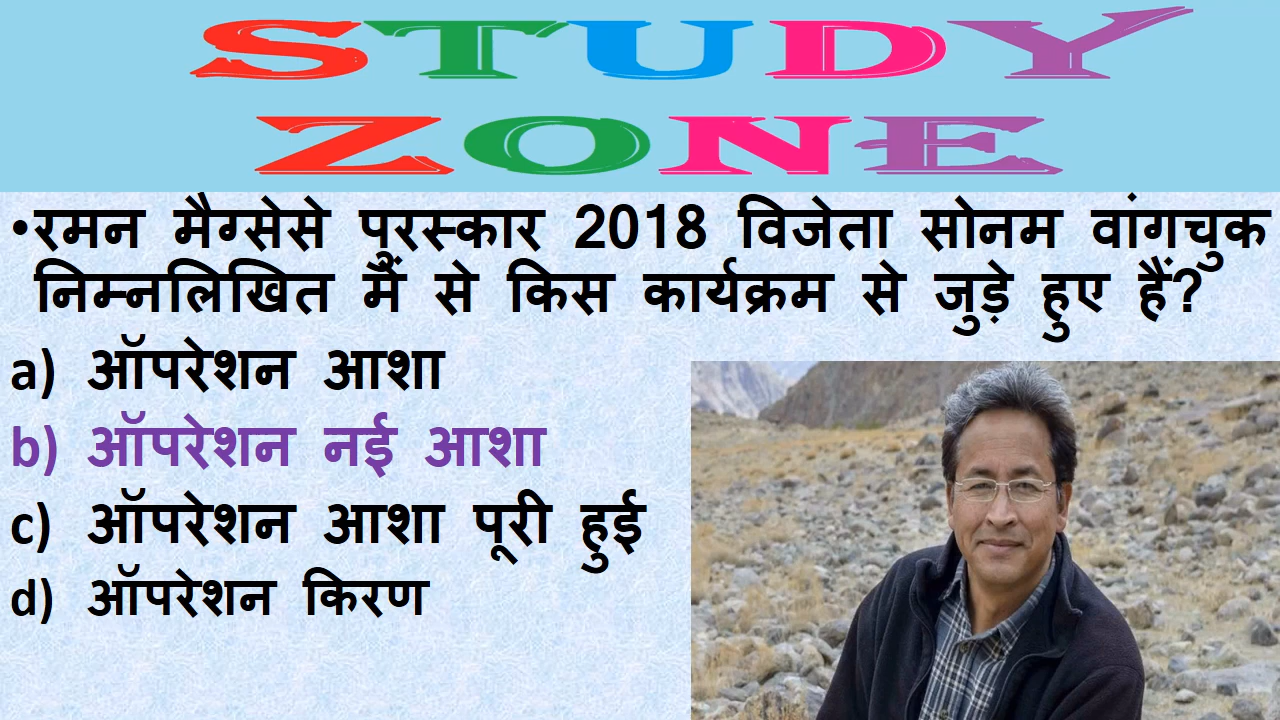 STUDY
ZONE
•रमन मैग्सेसे पुरस्कार 2018 विजेता सोनम वांगचुक
निम्नलिखित में से किस कार्यक्रम से जुड़े हुए हैं?
a) ऑपरेशन आशा
b) ऑपरेशन नई आशा
c) ऑपरेशन आशा पूरी हुई
d) ऑपरेशन किरण